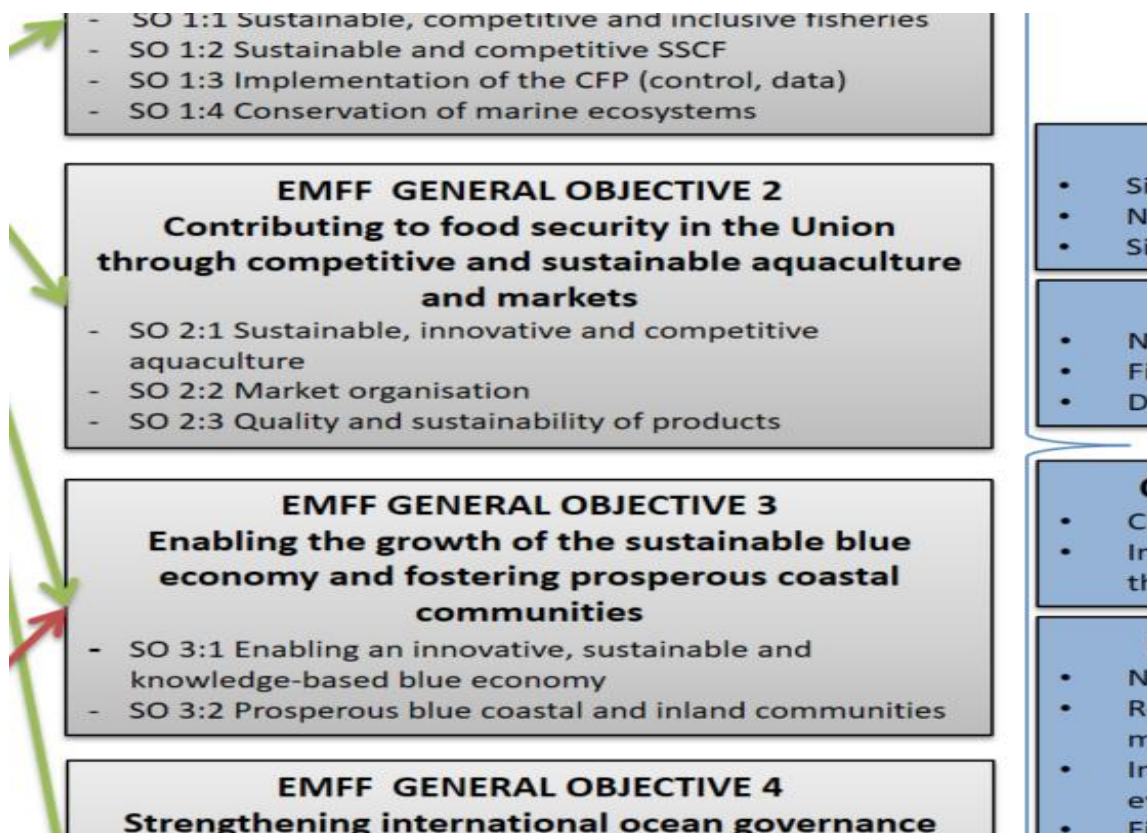 - SO 1:1 Sustainable, competitive and inclusive fisheries
- SO 1:2 Sustainable and competitive SSCF
- SO 1:3 Implementation of the CFP (control, data)
- SO 1:4 Conservation of marine ecosystems
EMFF GENERAL OBJECTIVE 2
Contributing to food security in the Union
through competitive and sustainable aquaculture
and markets
- SO 2:1 Sustainable, innovative and competitive
aquaculture
- SO 2:2 Market organisation
- SO 2:3 Quality and sustainability of products
EMFF GENERAL OBJECTIVE 3
Enabling the growth of the sustainable blue
economy and fostering prosperous coastal
communities
- SO 3:1 Enabling an innovative, sustainable and
knowledge-based blue economy
- SO 3:2 Prosperous blue coastal and inland communities
EMFF GENERAL OBJECTIVE 4
Strengthening international ocean governance